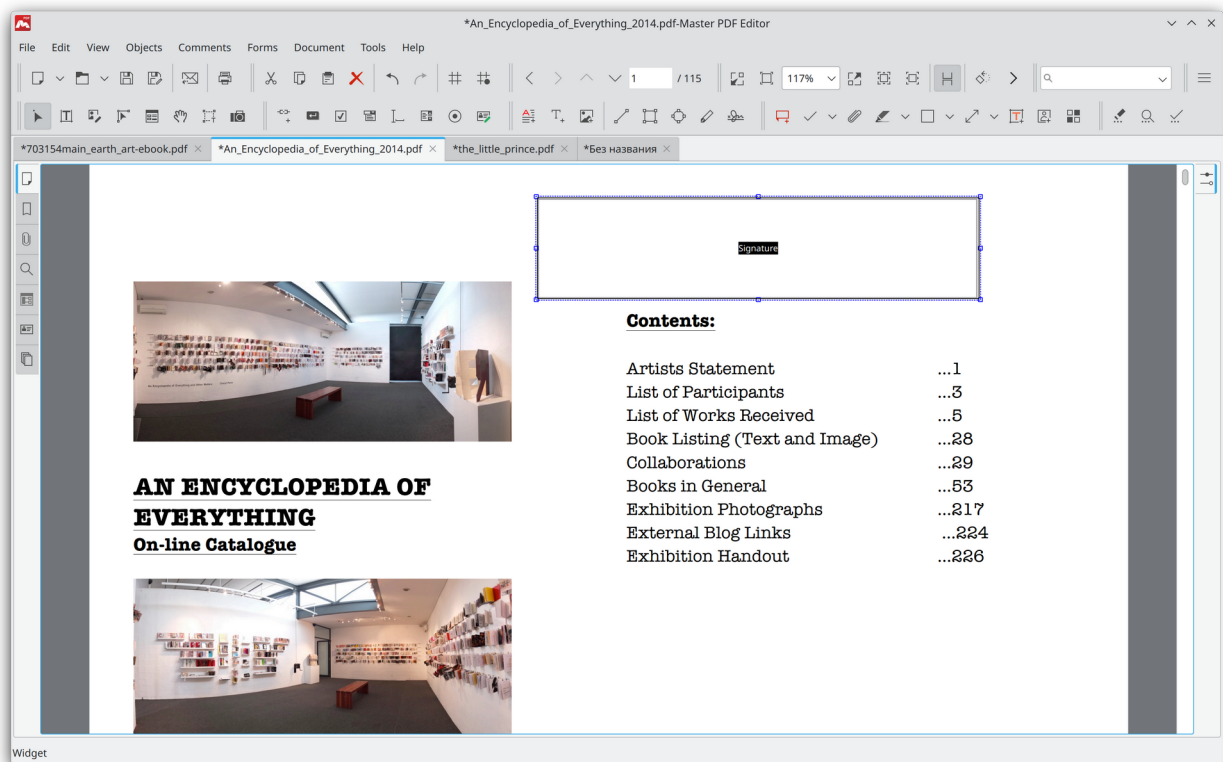 *An_Encyclopedia_of_Everything_2014.pdf-Master PDF Editor
File Edit View Objects Comments Forms Document Tools Help
1 / 115 117%
*703154main_earth_art-ebook.pdf *An_Encyclopedia_of_Everything_2014.pdf *the_little_prince.pdf *Без названия
Signature
Contents:
Artists Statement ...1
List of Participants ...3
List of Works Received ...5
Book Listing (Text and Image) ...28
Collaborations ...29
Books in General ...53
Exhibition Photographs ...217
External Blog Links ...224
Exhibition Handout ...226
AN ENCYCLOPEDIA OF
EVERYTHING
On-line Catalogue
Widget